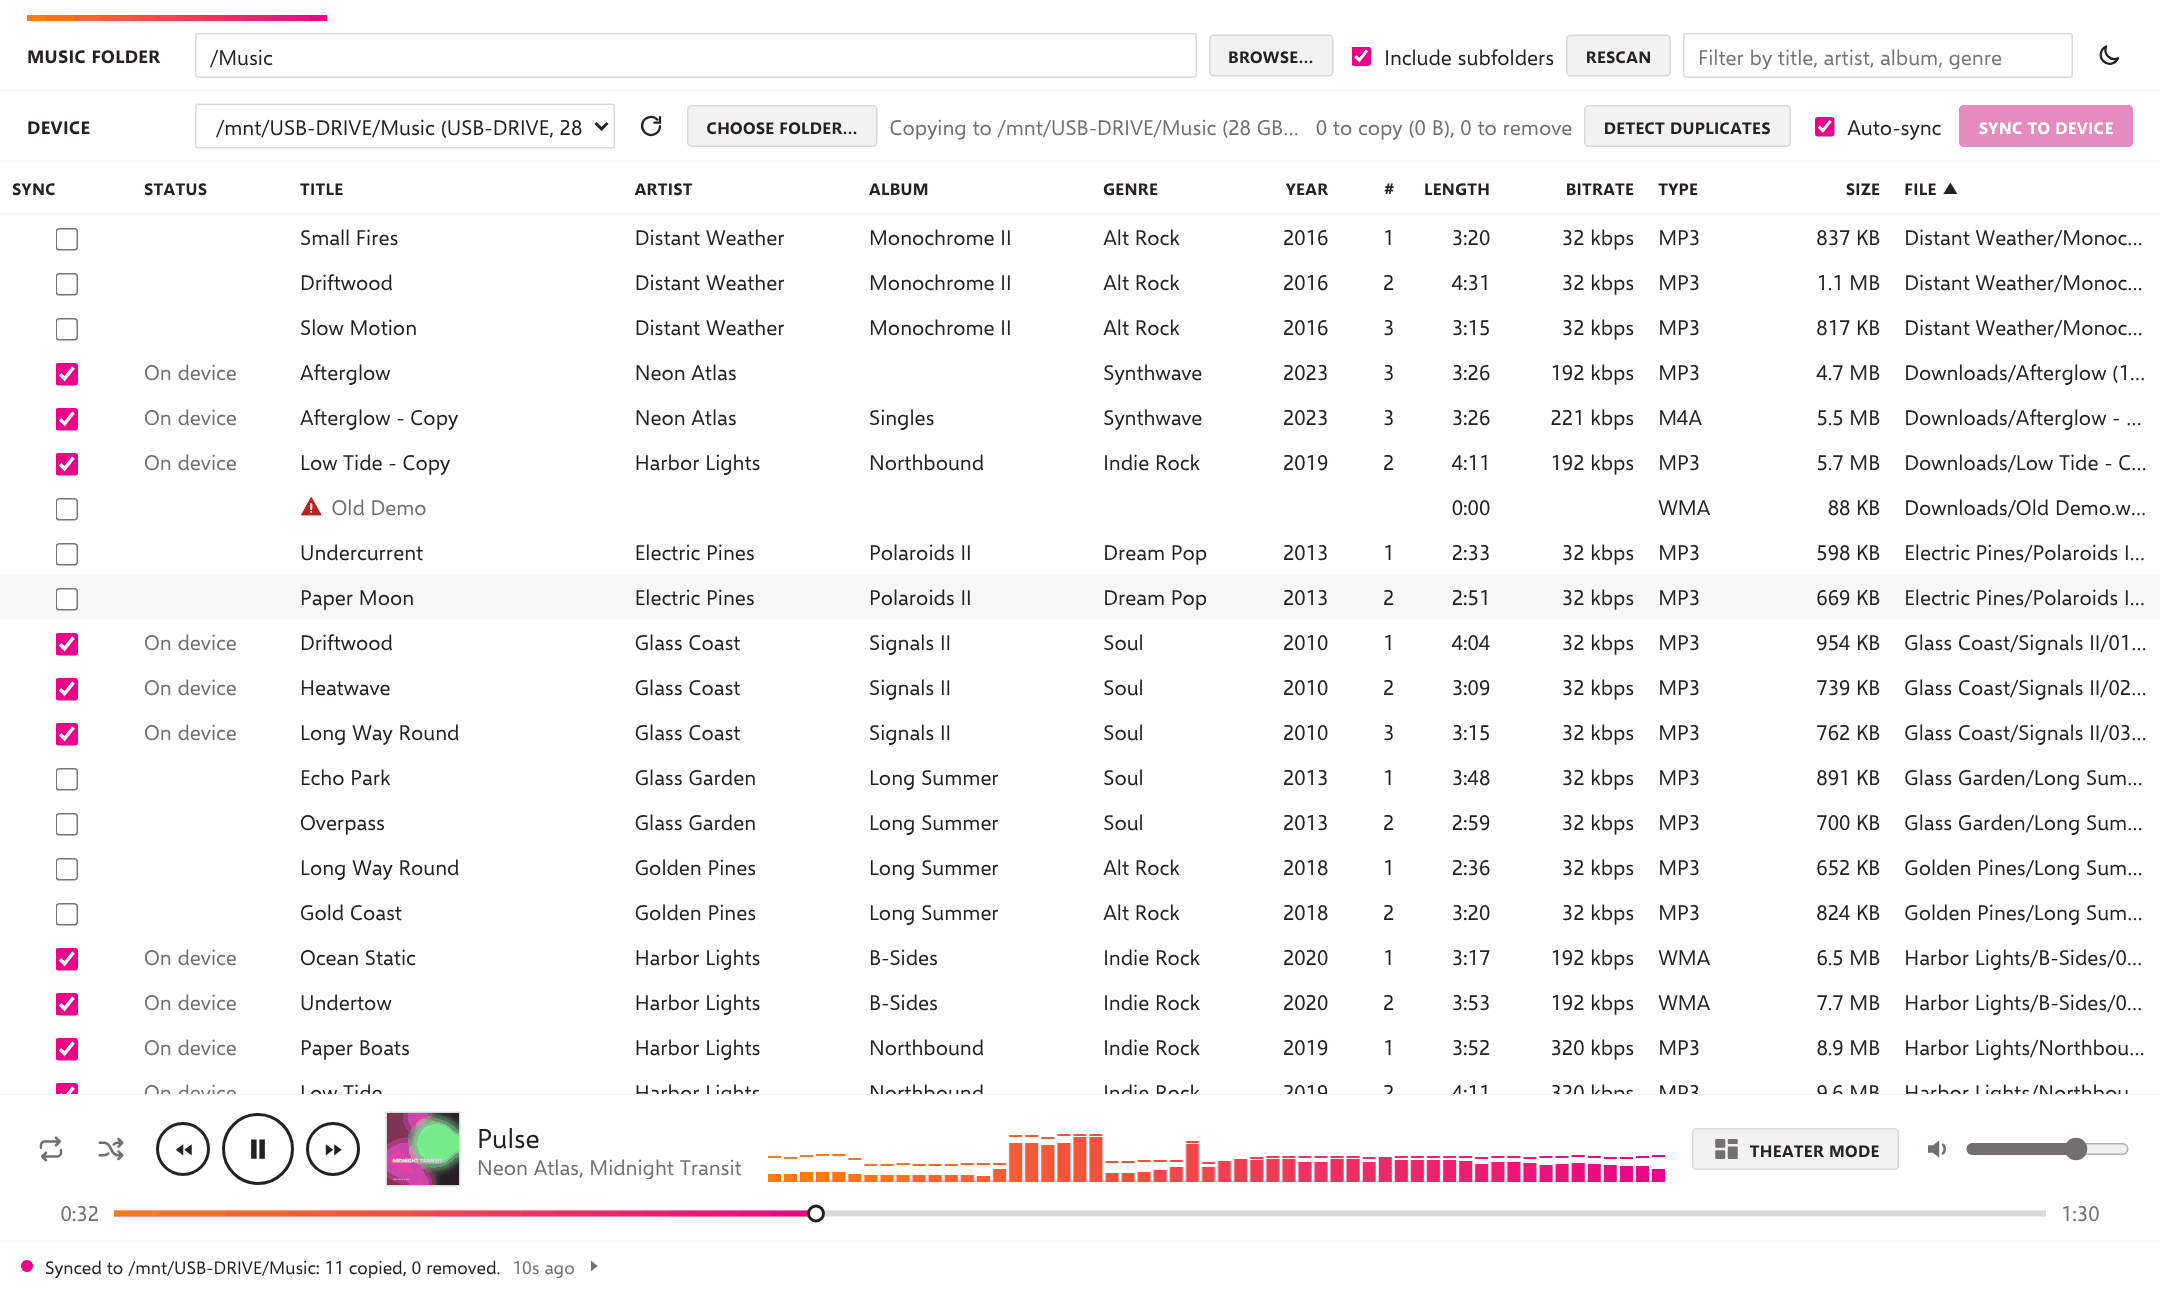 MUSIC FOLDER /Music BROWSE... Include subfolders RESCAN Filter by title, artist, album, genre
DEVICE /mnt/USB-DRIVE/Music (USB-DRIVE, 28 CHOOSE FOLDER... Copying to /mnt/USB-DRIVE/Music (28 GB... 0 to copy (0 B), 0 to remove DETECT DUPLICATES Auto-sync SYNC TO DEVICE
SYNC STATUS TITLE ARTIST ALBUM GENRE YEAR # LENGTH BITRATE TYPE SIZE FILE ▲
Small Fires Distant Weather Monochrome II Alt Rock 2016 1 3:20 32 kbps MP3 837 KB Distant Weather/Monoc...
Driftwood Distant Weather Monochrome II Alt Rock 2016 2 4:31 32 kbps MP3 1.1 MB Distant Weather/Monoc...
Slow Motion Distant Weather Monochrome II Alt Rock 2016 3 3:15 32 kbps MP3 817 KB Distant Weather/Monoc...
On device Afterglow Neon Atlas Synthwave 2023 3 3:26 192 kbps MP3 4.7 MB Downloads/Afterglow (1...
On device Afterglow - Copy Neon Atlas Singles Synthwave 2023 3 3:26 221 kbps M4A 5.5 MB Downloads/Afterglow - ...
On device Low Tide - Copy Harbor Lights Northbound Indie Rock 2019 2 4:11 192 kbps MP3 5.7 MB Downloads/Low Tide - C...
Old Demo 0:00 WMA 88 KB Downloads/Old Demo.w...
Undercurrent Electric Pines Polaroids II Dream Pop 2013 1 2:33 32 kbps MP3 598 KB Electric Pines/Polaroids I...
Paper Moon Electric Pines Polaroids II Dream Pop 2013 2 2:51 32 kbps MP3 669 KB Electric Pines/Polaroids I...
On device Driftwood Glass Coast Signals II Soul 2010 1 4:04 32 kbps MP3 954 KB Glass Coast/Signals II/01...
On device Heatwave Glass Coast Signals II Soul 2010 2 3:09 32 kbps MP3 739 KB Glass Coast/Signals II/02...
On device Long Way Round Glass Coast Signals II Soul 2010 3 3:15 32 kbps MP3 762 KB Glass Coast/Signals II/03...
Echo Park Glass Garden Long Summer Soul 2013 1 3:48 32 kbps MP3 891 KB Glass Garden/Long Sum...
Overpass Glass Garden Long Summer Soul 2013 2 2:59 32 kbps MP3 700 KB Glass Garden/Long Sum...
Long Way Round Golden Pines Long Summer Alt Rock 2018 1 2:36 32 kbps MP3 652 KB Golden Pines/Long Sum...
Gold Coast Golden Pines Long Summer Alt Rock 2018 2 3:20 32 kbps MP3 824 KB Golden Pines/Long Sum...
On device Ocean Static Harbor Lights B-Sides Indie Rock 2020 1 3:17 192 kbps WMA 6.5 MB Harbor Lights/B-Sides/0...
On device Undertow Harbor Lights B-Sides Indie Rock 2020 2 3:53 192 kbps WMA 7.7 MB Harbor Lights/B-Sides/0...
On device Paper Boats Harbor Lights Northbound Indie Rock 2019 1 3:52 320 kbps MP3 8.9 MB Harbor Lights/Northbou...
On device Low Tide Harbor Lights Northbound Indie Rock 2019 2 4:11 320 kbps MP3 9.6 MB Harbor Lights/Northbou...
MIDNIGHT TRANSIT
Pulse
Neon Atlas, Midnight Transit
THEATER MODE
0:32 1:30
Synced to /mnt/USB-DRIVE/Music: 11 copied, 0 removed. 10s ago